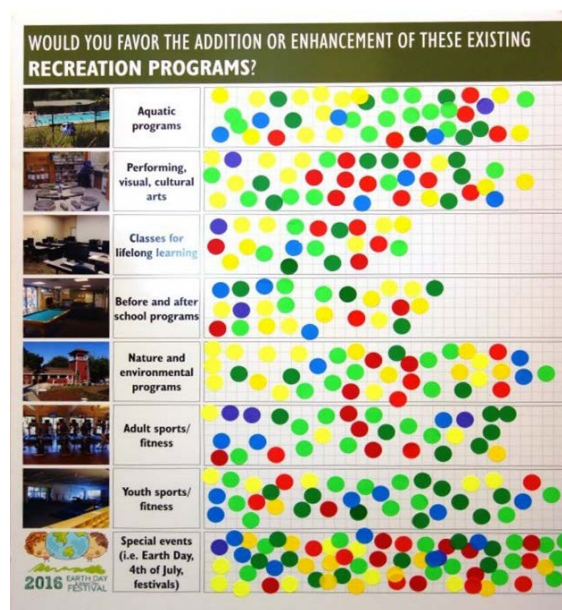 WOULD YOU FAVOR THE ADDITION OR ENHANCEMENT OF THESE EXISTING
RECREATION PROGRAMS?
Aquatic
programs
Performing,
visual, cultural
arts
Classes for
lifelong learning
Before and after
school programs
Nature and
environmental
programs
Adult sports/
fitness
Youth sports/
fitness
Special events
(i.e. Earth Day,
4th of July,
festivals)
2016 EARTH DAY
FESTIVAL